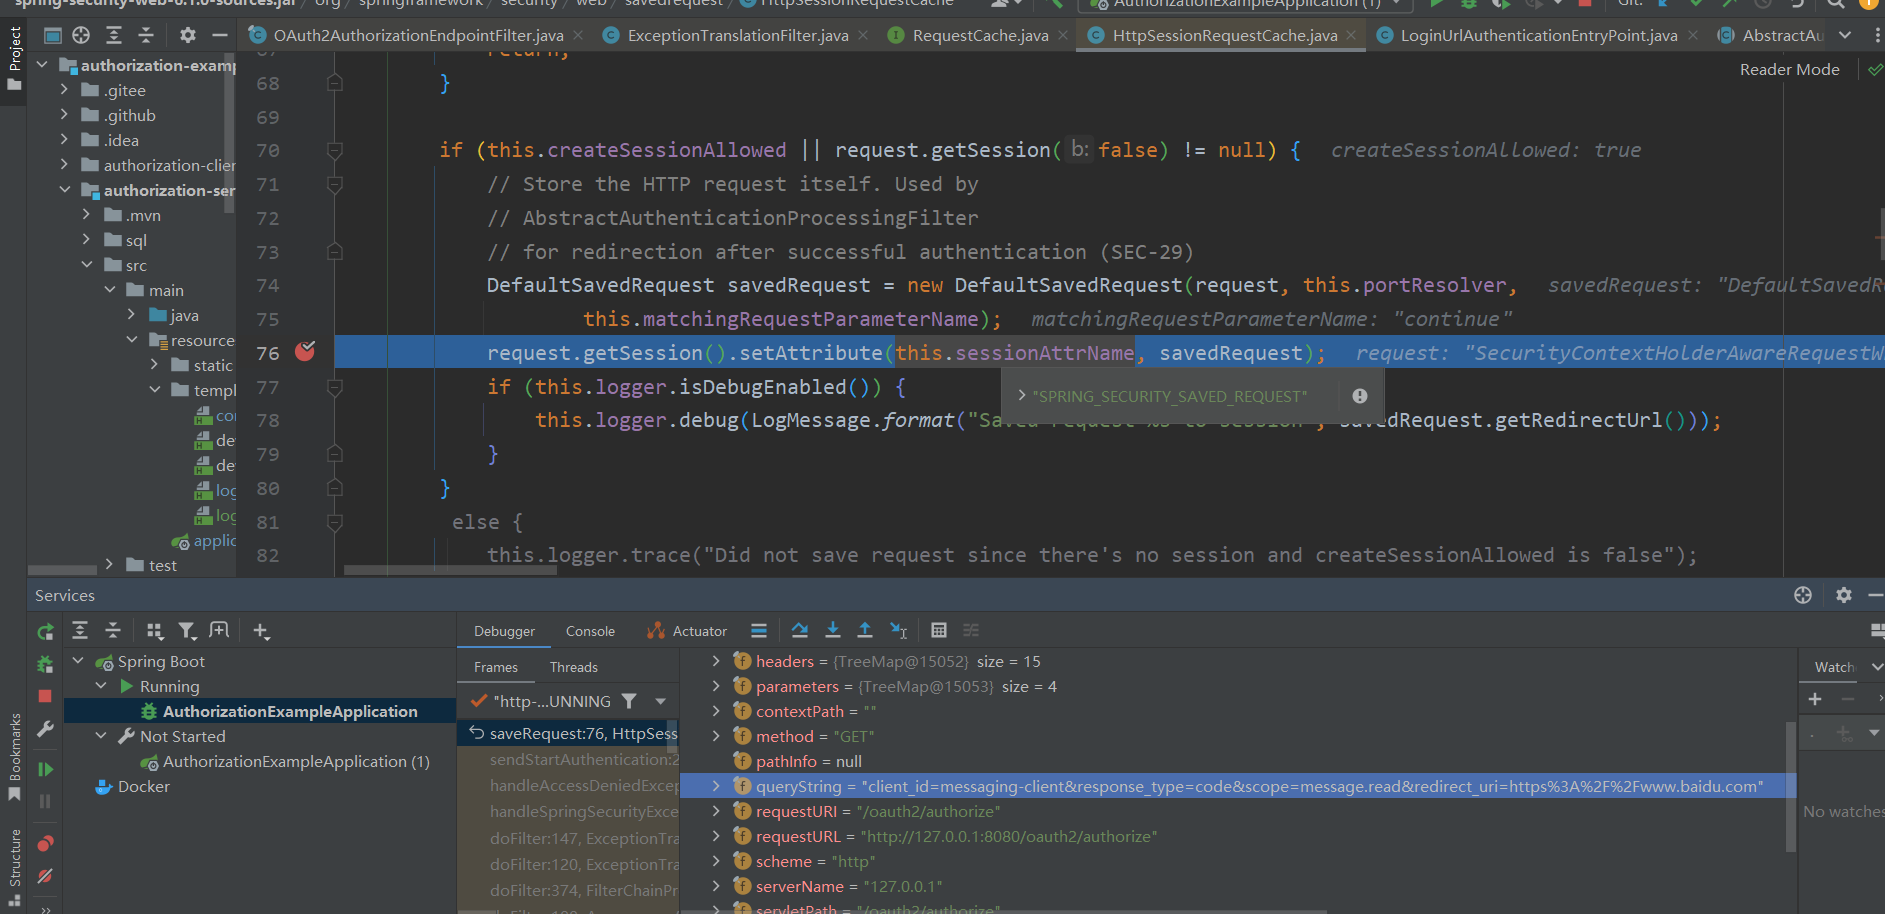 spring-security-web-6.1.0-sources.jar / org / springframework / security / web / savedrequest / HttpSessionRequestCache
AuthorizationExampleApplication (1)
Git:
Project
OAuth2AuthorizationEndpointFilter.java
ExceptionTranslationFilter.java
RequestCache.java
HttpSessionRequestCache.java
LoginUrlAuthenticationEntryPoint.java
AbstractAu
Reader Mode
authorization-examp
.gitee
.github
.idea
authorization-clier
authorization-ser
.mvn
sql
src
main
java
resource
static
templ
co
de
de
log
log
applic
test
67 return;
68 }
69
70 if (this.createSessionAllowed || request.getSession( b: false) != null) { createSessionAllowed: true
71 // Store the HTTP request itself. Used by
72 // AbstractAuthenticationProcessingFilter
73 // for redirection after successful authentication (SEC-29)
74 DefaultSavedRequest savedRequest = new DefaultSavedRequest(request, this.portResolver, savedRequest: "DefaultSavedR
75 this.matchingRequestParameterName); matchingRequestParameterName: "continue"
76 request.getSession().setAttribute(this.sessionAttrName, savedRequest); request: "SecurityContextHolderAwareRequestW
77 if (this.logger.isDebugEnabled()) {
"SPRING_SECURITY_SAVED_REQUEST"
78 this.logger.debug(LogMessage.format("Saved request %s to session", savedRequest.getRedirectUrl()));
79 }
80 }
81 else {
82 this.logger.trace("Did not save request since there's no session and createSessionAllowed is false");
Services
Debugger
Console
Actuator
Spring Boot
Running
AuthorizationExampleApplication
Not Started
AuthorizationExampleApplication (1)
Docker
Frames
Threads
"http-...UNNING
saveRequest:76, HttpSess
sendStartAuthentication:2
handleAccessDeniedExcep
handleSpringSecurityExce
doFilter:147, ExceptionTra
doFilter:120, ExceptionTra
doFilter:374, FilterChainPr
headers = {TreeMap@15052} size = 15
parameters = {TreeMap@15053} size = 4
contextPath = ""
method = "GET"
pathInfo = null
queryString = "client_id=messaging-client&response_type=code&scope=message.read&redirect_uri=https%3A%2F%2Fwww.baidu.com"
requestURI = "/oauth2/authorize"
requestURL = "http://127.0.0.1:8080/oauth2/authorize"
scheme = "http"
serverName = "127.0.0.1"
servletPath = "/oauth2/authorize"
Watch
No watches
Bookmarks
Structure